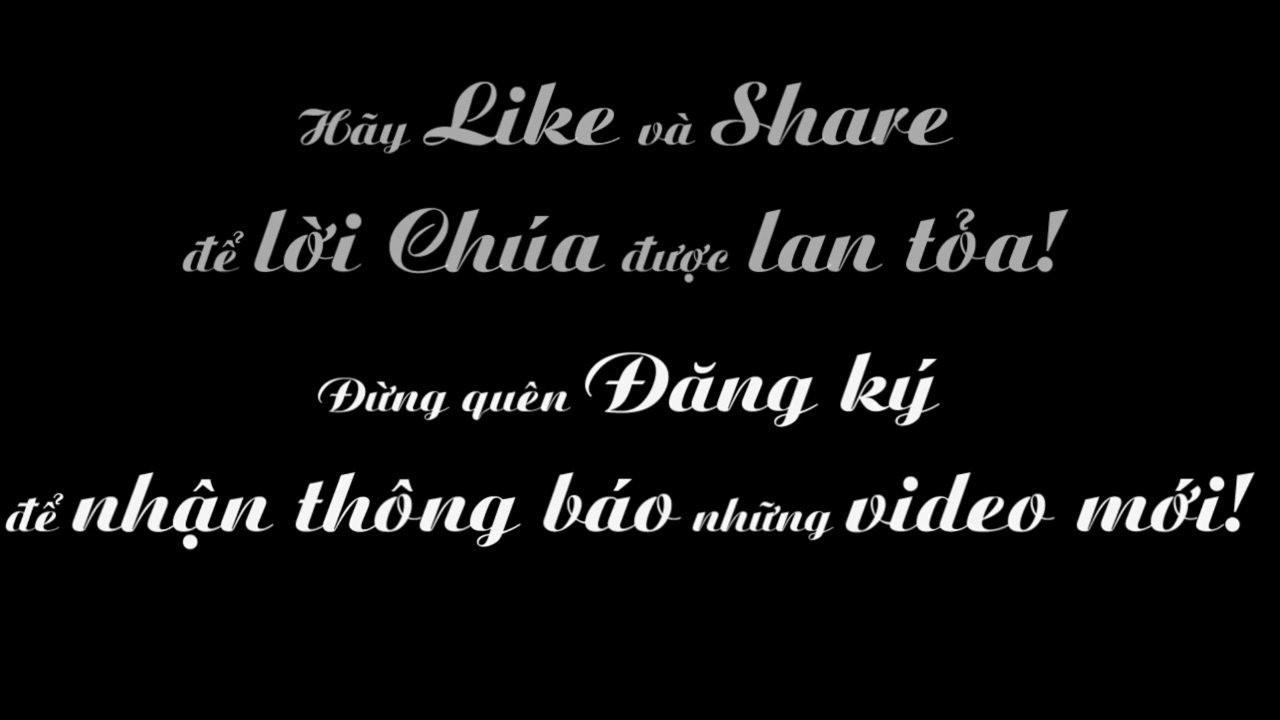 Hãy Like và Share
để lời Chúa được lan tỏa!
Đừng quên Đăng ký
để nhận thông báo những video mới!